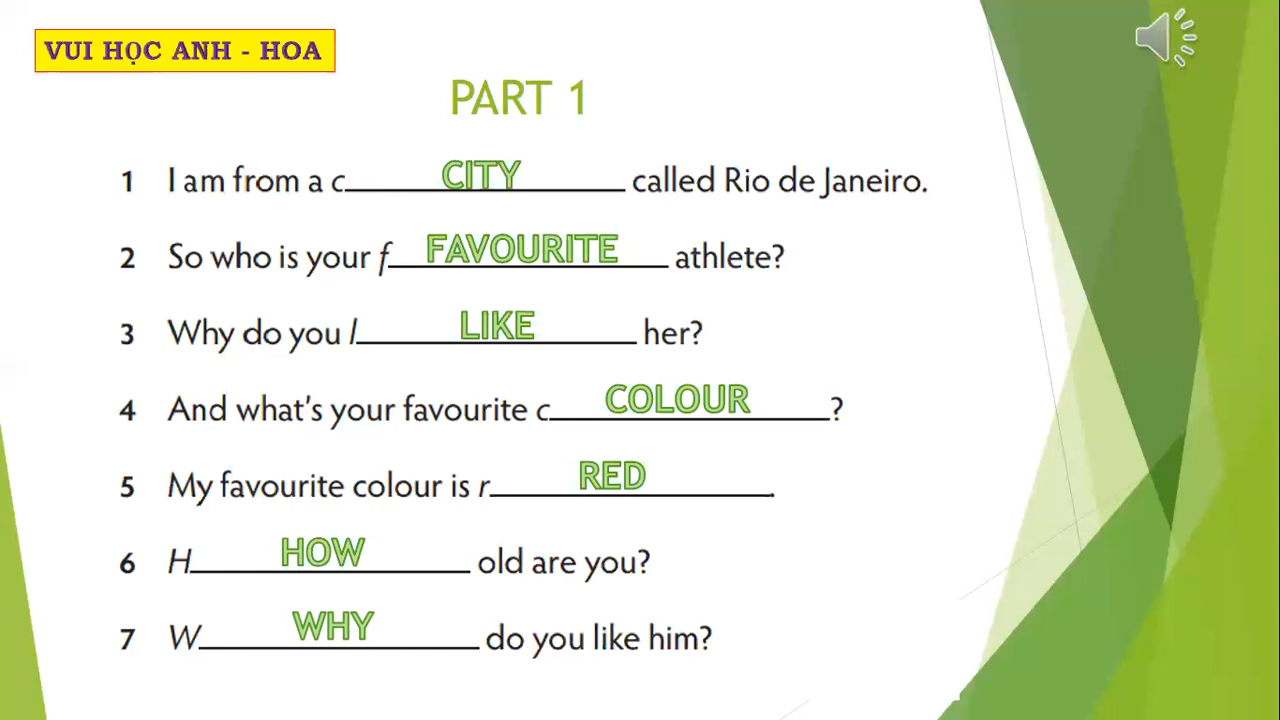 VUI HỌC ANH - HOA
PART 1
1 I am from a c CITY called Rio de Janeiro.
2 So who is your f FAVOURITE athlete?
3 Why do you l LIKE her?
4 And what's your favourite c COLOUR ?
5 My favourite colour is r RED .
6 H HOW old are you?
7 W WHY do you like him?